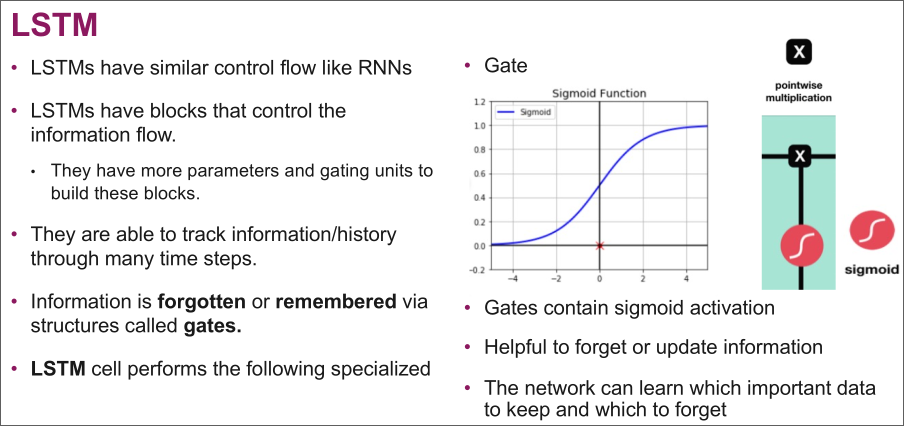 LSTM
• LSTMs have similar control flow like RNNs
• LSTMs have blocks that control the
information flow.
• They have more parameters and gating units to
build these blocks.
• They are able to track information/history
through many time steps.
• Information is forgotten or remembered via
structures called gates.
• LSTM cell performs the following specialized
• Gate
Sigmoid Function
Sigmoid
1.2
1.0
0.8
0.6
0.4
0.2
0.0
−0.2
−4 −2 0 2 4
X
pointwise
multiplication
X
sigmoid
• Gates contain sigmoid activation
• Helpful to forget or update information
• The network can learn which important data
to keep and which to forget